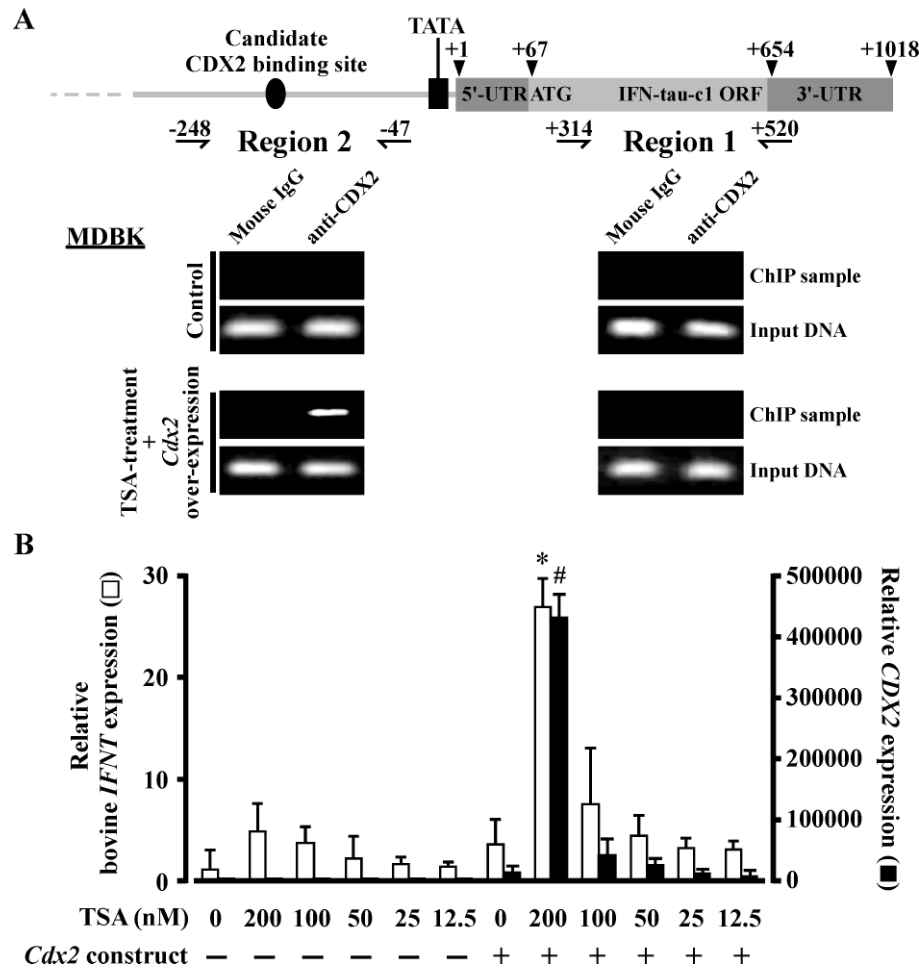 A
TATA
Candidate
CDX2 binding site
+1 +67 +654 +1018
5'-UTR ATG IFN-tau-c1 ORF 3'-UTR
-248 Region 2 -47 +314 Region 1 +520
Mouse IgG anti-CDX2 Mouse IgG anti-CDX2
MDBK
Control
ChIP sample
Input DNA
TSA-treatment
+
Cdx2
over-expression
ChIP sample
Input DNA
B
Relative
bovine IFNT expression (□)
30
20
10
0
* #
500000
400000
300000
200000
100000
0
Relative CDX2 expression (■)
TSA (nM) 0 200 100 50 25 12.5 0 200 100 50 25 12.5
Cdx2 construct − − − − − − + + + + + +